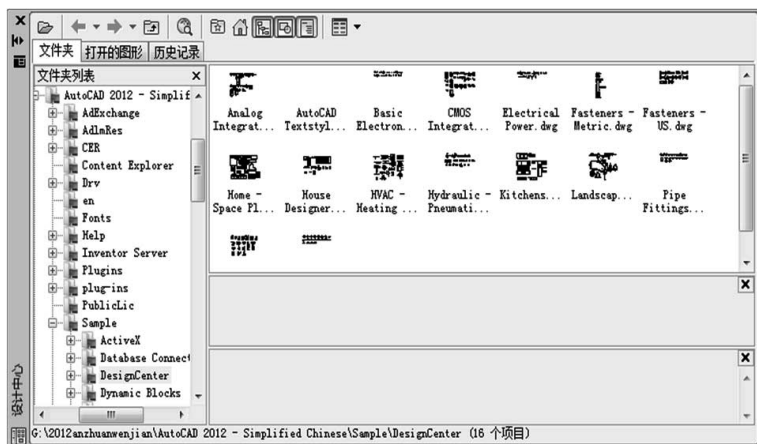 文件夹 打开的图形 历史记录
文件夹列表
AutoCAD 2012 - Simplif
AdExchange
AdlmRes
CER
Content Explorer
Drv
en
Fonts
Help
Inventor Server
Plugins
plug-ins
PublicLic
Sample
ActiveX
Database Connect
DesignCenter
Dynamic Blocks
Analog Integrat...
AutoCAD Textstyl...
Basic Electron...
CMOS Integrat...
Electrical Power.dwg
Fasteners - Metric.dwg
Fasteners - US.dwg
Home - Space Pl...
House Designer...
HVAC - Heating ...
Hydraulic - Pneumati...
Kitchens...
Landscap...
Pipe Fittings...
设计中心
G:\2012anzhuanwenjian\AutoCAD 2012 - Simplified Chinese\Sample\DesignCenter (16 个项目)